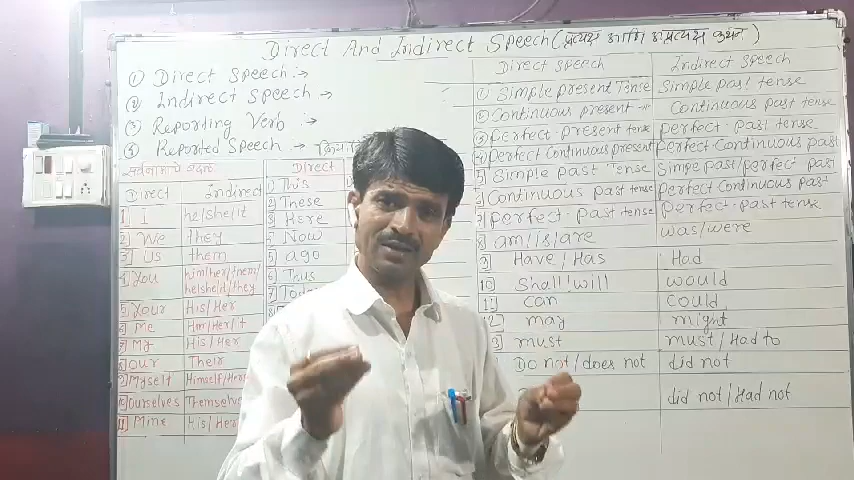 Direct And Indirect Speech (प्रत्यक्ष आणि अप्रत्यक्ष कथन)
① Direct Speech :→
② Indirect Speech →
③ Reporting Verb :→
④ Reported Speech :→
सर्वनामाचे बदल
Direct Indirect
1 I he/she/it
2 We they
3 Us them
4 You him/her/them/
he/she/d/they
5 Your His/Her
6 Me Him/Her/it
7 My His/Her
8 our Their
9 Myself Himself/Her
10 Ourselves Themselv
11 Mine His/Her
Direct
1 This
2 These
3 Here
4 Now
5 ago
6 Thus
7 Toda
8
Direct Speech Indirect Speech
① Simple present Tense Simple past tense
② Continuous present Continuous past tense
③ perfect present tense perfect past tense
4 perfect Continuous present perfect Continuous past
5 Simple past Tense Simpe past/perfect past
6 Continuous past tense Perfect Continuous past
7 perfect past tense perfect past tense
8 am/is/are was/were
9 Have/Has Had
10 Shall/will would
11 can could
12 may might
must must/Had to
Do not/does not did not
did not/Had not